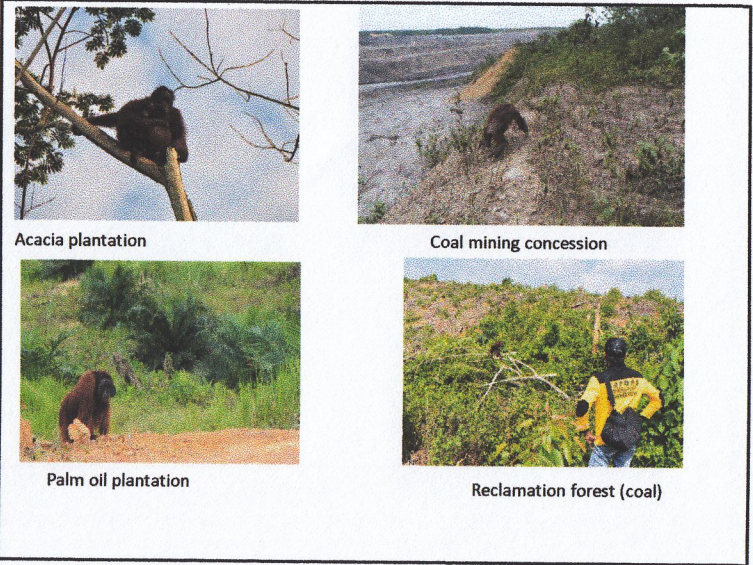 Acacia plantation
Coal mining concession
Palm oil plantation
Reclamation forest (coal)